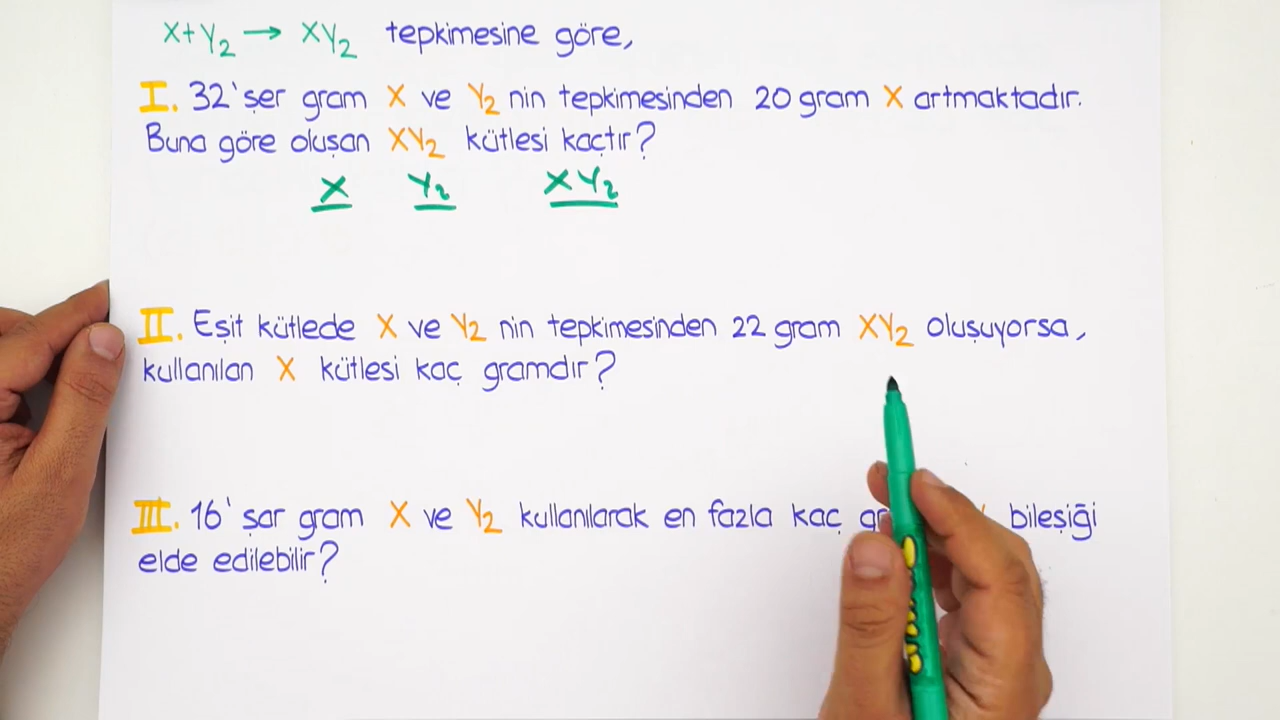 X+Y₂ → XY₂ tepkimesine göre,
I. 32'şer gram X ve Y₂ nin tepkimesinden 20 gram X artmaktadır.
Buna göre oluşan XY₂ kütlesi kaçtır?
X Y₂ XY₂
II. Eşit kütlede X ve Y₂ nin tepkimesinden 22 gram XY₂ oluşuyorsa,
kullanılan X kütlesi kaç gramdır?
III. 16'şar gram X ve Y₂ kullanılarak en fazla kaç bileşiği
elde edilebilir?